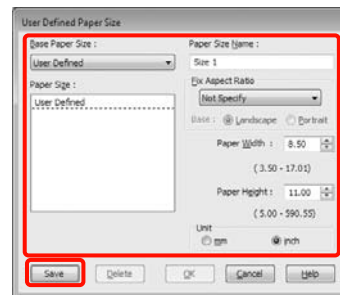 User Defined Paper Size
Base Paper Size :
User Defined
Paper Size :
User Defined
Paper Size Name :
Size 1
Fix Aspect Ratio
Not Specify
Base : Landscape Portrait
Paper Width : 8.50
(3.50 - 17.01)
Paper Height : 11.00
(5.00 - 590.55)
Unit
mm inch
Save Delete OK Cancel Help